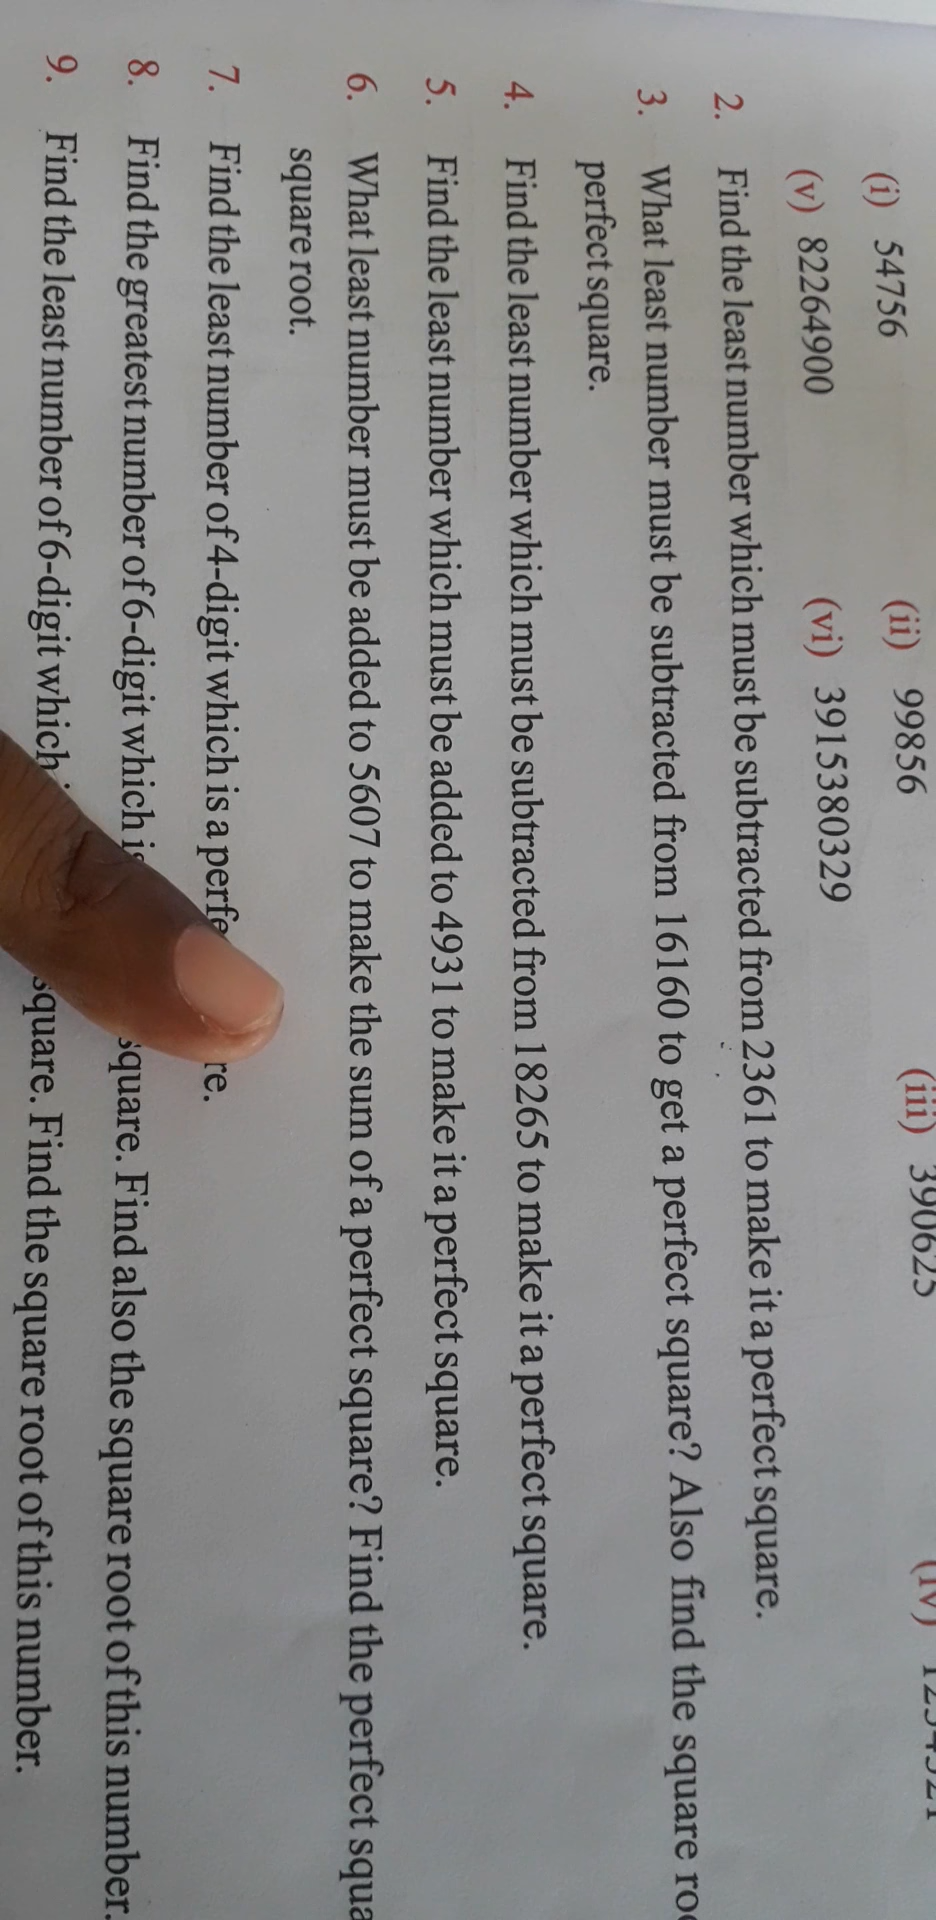 (i) 54756 (ii) 99856 (iii) 390625 (iv)
(v) 82264900 (vi) 3915380329
2. Find the least number which must be subtracted from 2361 to make it a perfect square.
3. What least number must be subtracted from 16160 to get a perfect square? Also find the square
perfect square.
4. Find the least number which must be subtracted from 18265 to make it a perfect square.
5. Find the least number which must be added to 4931 to make it a perfect square.
6. What least number must be added to 5607 to make the sum of a perfect square? Find the perfect
square root.
7. Find the least number of 4-digit which is a
8. Find the greatest number of 6-digit which square. Find also the square root of this number.
9. Find the least number of 6-digit which square. Find the square root of this number.